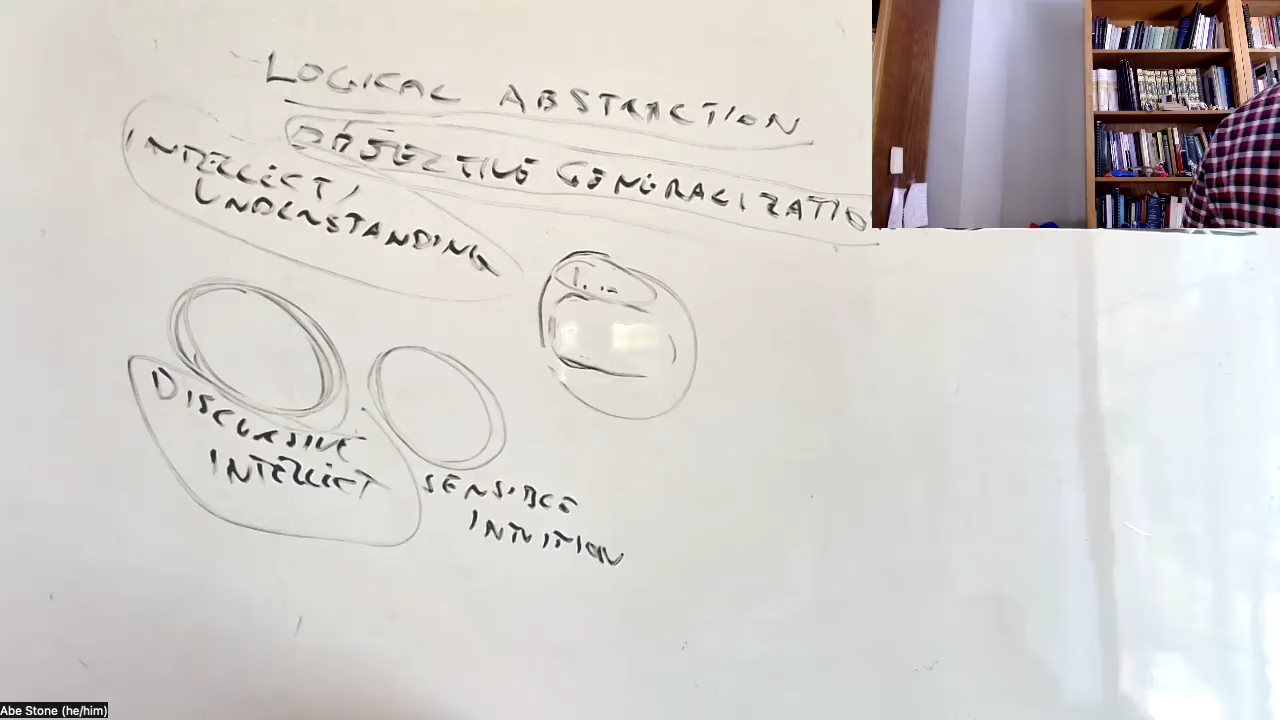 LOGICAL ABSTRACTION
OBJECTIVE GENERALIZATIO
INTELLECT/
UNDERSTANDING
DISCURSIVE
INTELLECT
SENSIBLE
INTUITION
Abe Stone (he/him)